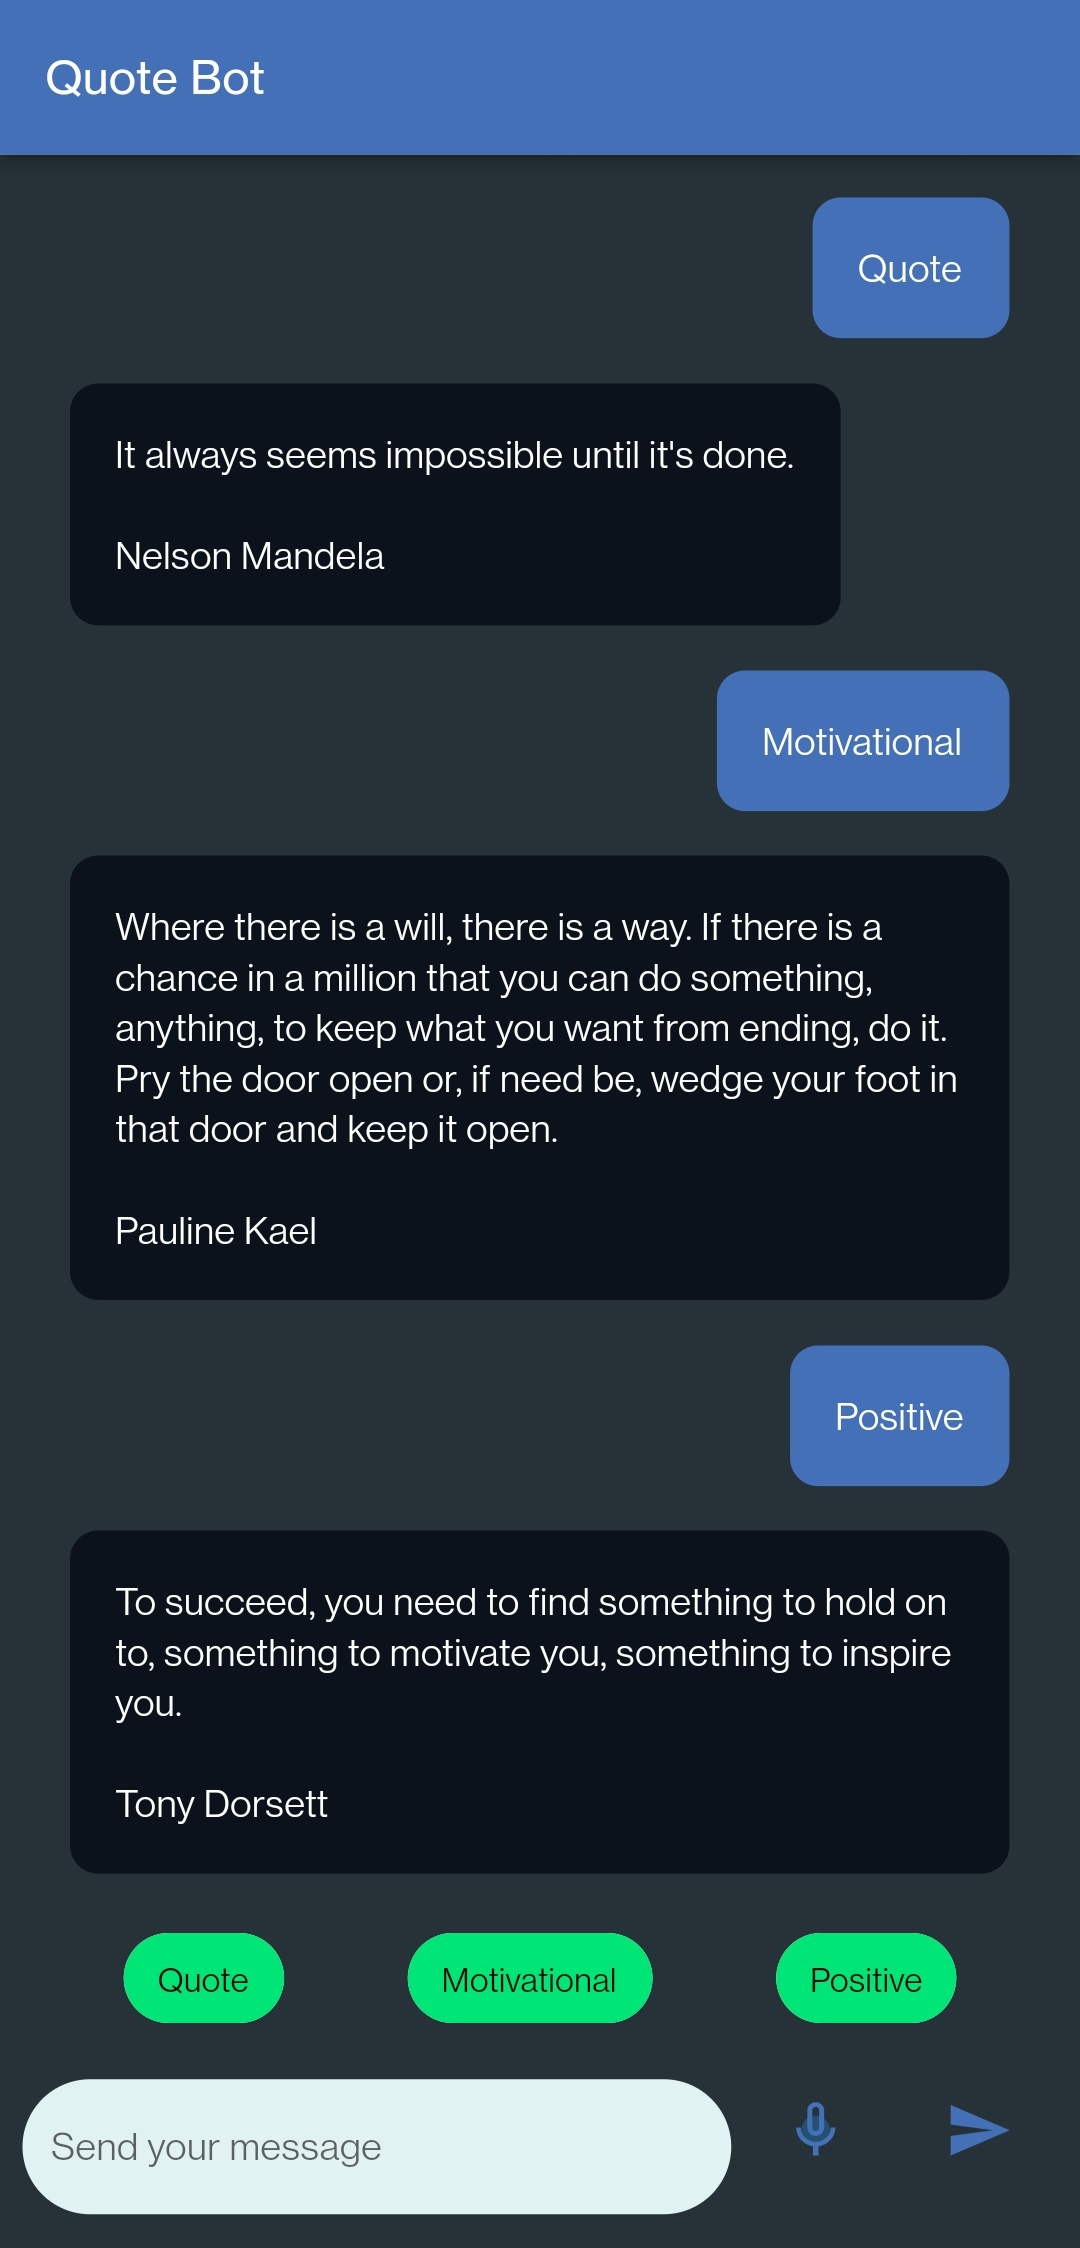 Quote Bot
Quote
It always seems impossible until it's done.
Nelson Mandela
Motivational
Where there is a will, there is a way. If there is a
chance in a million that you can do something,
anything, to keep what you want from ending, do it.
Pry the door open or, if need be, wedge your foot in
that door and keep it open.
Pauline Kael
Positive
To succeed, you need to find something to hold on
to, something to motivate you, something to inspire
you.
Tony Dorsett
Quote
Motivational
Positive
Send your message